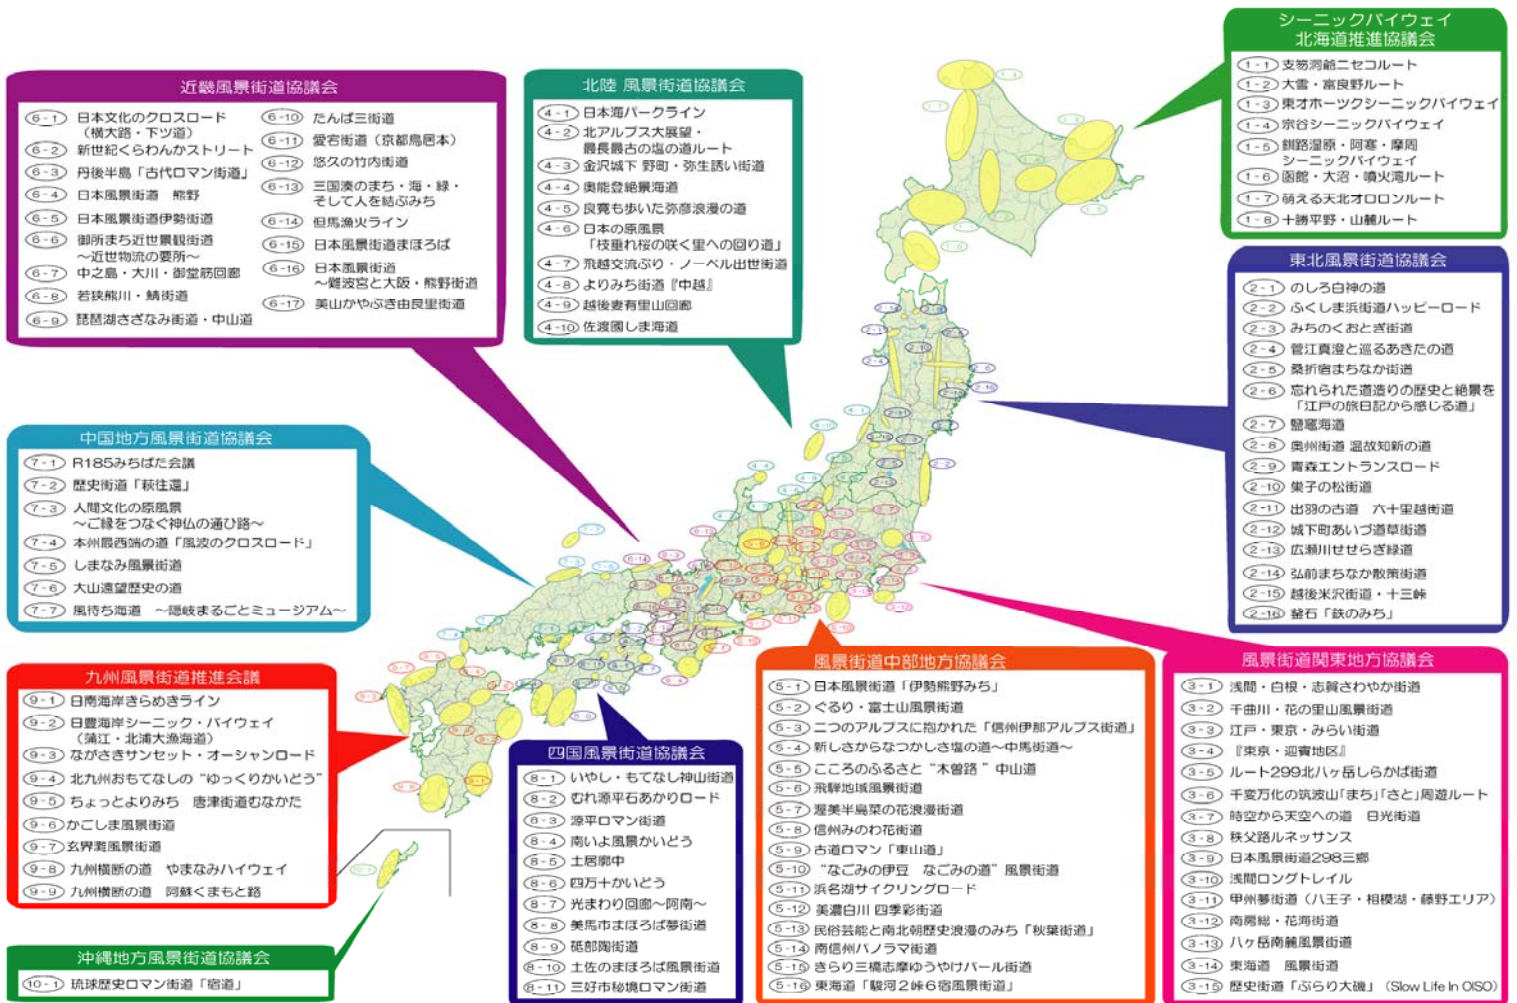 シーニックバイウェイ
北海道推進協議会
1-1 支笏洞爺ニセコルート
1-2 大雪・富良野ルート
1-3 東オホーツクシーニックバイウェイ
1-4 宗谷シーニックバイウェイ
1-5 釧路湿原・阿寒・摩周
シーニックバイウェイ
1-6 函館・大沼・噴火湾ルート
1-7 萌える天北オロロンルート
1-8 十勝平野・山麓ルート
近畿風景街道協議会
6-1 日本文化のクロスロード
（横大路・下ツ道）
6-2 新世紀くらわんかストリート
6-3 丹後半島「古代ロマン街道」
6-4 日本風景街道 熊野
6-5 日本風景街道伊勢街道
6-6 御所まち近世景観街道
～近世物流の要所～
6-7 中之島・大川・御堂筋回廊
6-8 若狭熊川・鯖街道
6-9 琵琶湖さざなみ街道・中山道
6-10 たんば三街道
6-11 愛宕街道（京都鳥居本）
6-12 悠久の竹内街道
6-13 三国湊のまち・海・緑・
そして人を結ぶみち
6-14 但馬漁火ライン
6-15 日本風景街道まほろば
6-16 日本風景街道
～難波宮と大阪・熊野街道
6-17 美山かやぶき由良里街道
北陸 風景街道協議会
4-1 日本海パークライン
4-2 北アルプス大展望・
最長最古の塩の道ルート
4-3 金沢城下 野町・弥生誘い街道
4-4 奥能登絶景海道
4-5 良寛も歩いた弥彦浪漫の道
4-6 日本の原風景
「枝垂れ桜の咲く里への回り道」
4-7 飛越交流ぶり・ノーベル出世街道
4-8 よりみち街道『中越』
4-9 越後妻有里山回廊
4-10 佐渡國しま海道
東北風景街道協議会
2-1 のしろ白神の道
2-2 ふくしま浜街道ハッピーロード
2-3 みちのくおとぎ街道
2-4 菅江真澄と巡るあきたの道
2-5 桑折宿まちなか街道
2-6 忘れられた道造りの歴史と絶景を
「江戸の旅日記から感じる道」
2-7 鹽竈海道
2-8 奥州街道 温故知新の道
2-9 青森エントランスロード
2-10 巣子の松街道
2-11 出羽の古道 六十里越街道
2-12 城下町あいづ道草街道
2-13 広瀬川せせらぎ緑道
2-14 弘前まちなか散策街道
2-15 越後米沢街道・十三峠
2-16 釜石「鉄のみち」
中国地方風景街道協議会
7-1 R185みちばた会議
7-2 歴史街道「萩往還」
7-3 人間文化の原風景
～ご縁をつなぐ神仏の通ひ路～
7-4 本州最西端の道「風波のクロスロード」
7-5 しまなみ風景街道
7-6 大山遠望歴史の道
7-7 風待ち海道 ～隠岐まるごとミュージアム～
九州風景街道推進会議
9-1 日南海岸きらめきライン
9-2 日豊海岸シーニック・バイウェイ
（蒲江・北浦大漁海道）
9-3 ながさきサンセット・オーシャンロード
9-4 北九州おもてなしの“ゆっくりかいどう”
9-5 ちょっとよりみち 唐津街道むなかた
9-6 かごしま風景街道
9-7 玄界灘風景街道
9-8 九州横断の道 やまなみハイウェイ
9-9 九州横断の道 阿蘇くまもと路
沖縄地方風景街道協議会
10-1 琉球歴史ロマン街道「宿道」
四国風景街道協議会
8-1 いやし・もてなし神山街道
8-2 むれ源平石あかりロード
8-3 源平ロマン街道
8-4 南いよ風景かいどう
8-5 土居廓中
8-6 四万十かいどう
8-7 光まわり回廊～阿南～
8-8 美馬市まほろば夢街道
8-9 砥部陶街道
8-10 土佐のまほろば風景街道
8-11 三好市秘境ロマン街道
風景街道中部地方協議会
5-1 日本風景街道「伊勢熊野みち」
5-2 ぐるり・富士山風景街道
5-3 二つのアルプスに抱かれた「信州伊那アルプス街道」
5-4 新しさからなつかしさ塩の道～中馬街道～
5-5 こころのふるさと“木曽路”中山道
5-6 飛騨地域風景街道
5-7 渥美半島菜の花浪漫街道
5-8 信州みのわ花街道
5-9 古道ロマン「東山道」
5-10 “なごみの伊豆 なごみの道”風景街道
5-11 浜名湖サイクリングロード
5-12 美濃白川 四季彩街道
5-13 民俗芸能と南北朝歴史浪漫のみち「秋葉街道」
5-14 南信州パノラマ街道
5-15 きらり三橋志摩ゆうやけパール街道
5-16 東海道「駿河2峠6宿風景街道」
風景街道関東地方協議会
3-1 浅間・白根・志賀さわやか街道
3-2 千曲川・花の里山風景街道
3-3 江戸・東京・みらい街道
3-4 『東京・迎賓地区』
3-5 ルート299北八ヶ岳しらかば街道
3-6 千変万化の筑波山「まち」「さと」周遊ルート
3-7 時空から天空への道 日光街道
3-8 秩父路ルネッサンス
3-9 日本風景街道298三郷
3-10 浅間ロングトレイル
3-11 甲州夢街道（八王子・相模湖・藤野エリア）
3-12 南房総・花海街道
3-13 八ヶ岳南麓風景街道
3-14 東海道 風景街道
3-15 歴史街道「ぶらり大磯」（Slow Life In OISO）